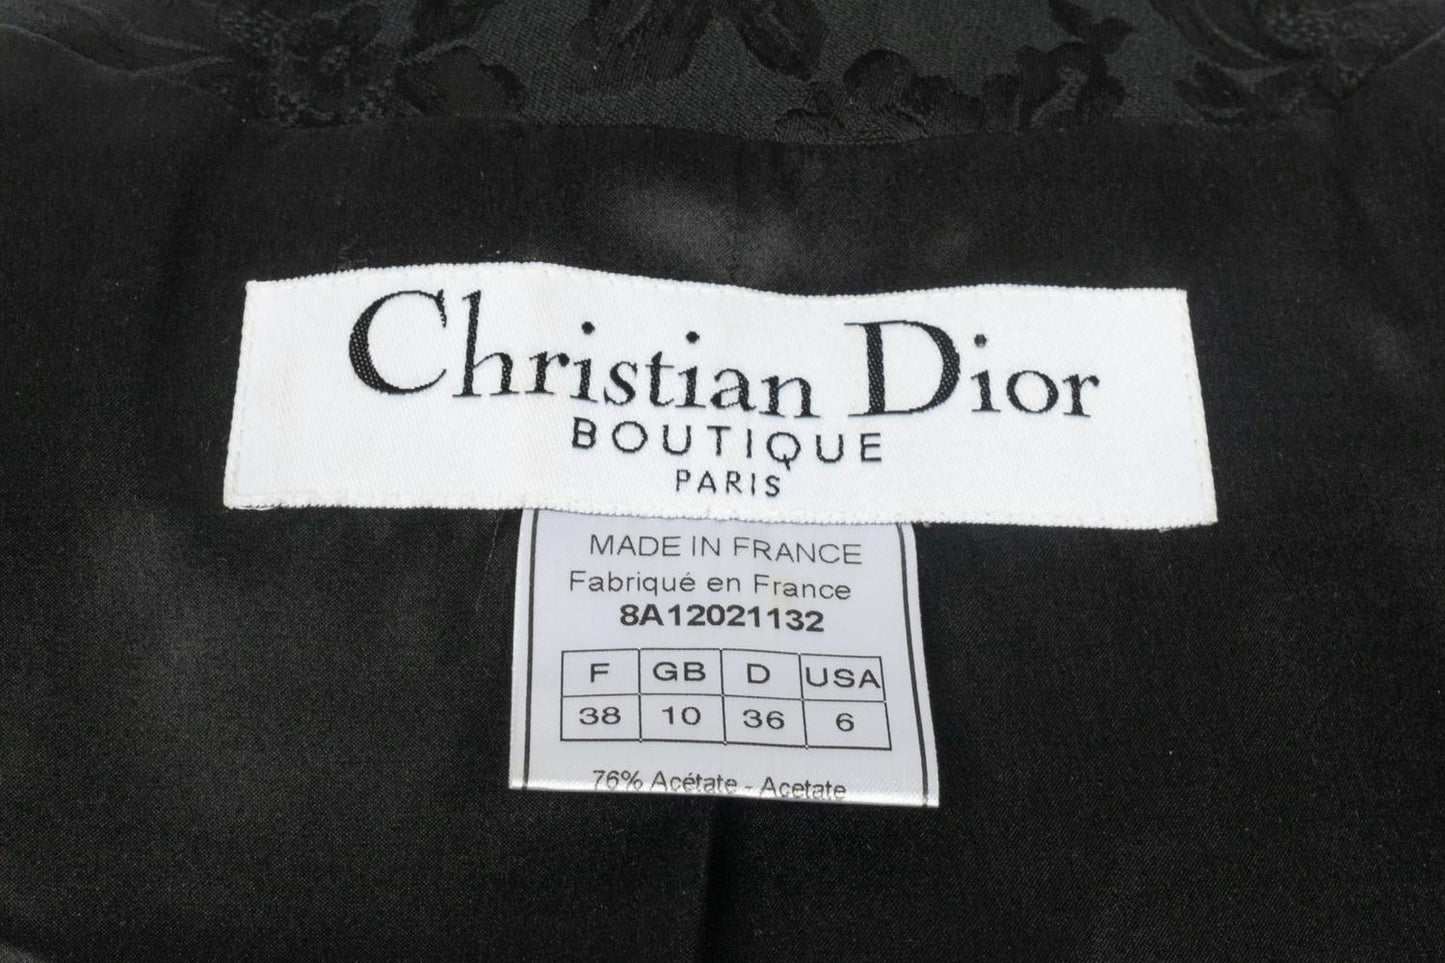 Christian Dior
BOUTIQUE
PARIS
MADE IN FRANCE
Fabriqué en France
8A12021132
F GB D USA
38 10 36 6
76% Acétate - Acetate